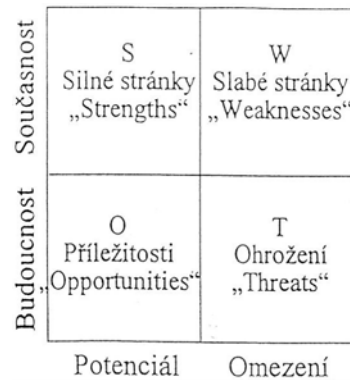 Současnost
S
Silné stránky
„Strengths“
W
Slabé stránky
„Weaknesses“
Budoucnost
O
Příležitosti
„Opportunities“
T
Ohrožení
„Threats“
Potenciál
Omezení